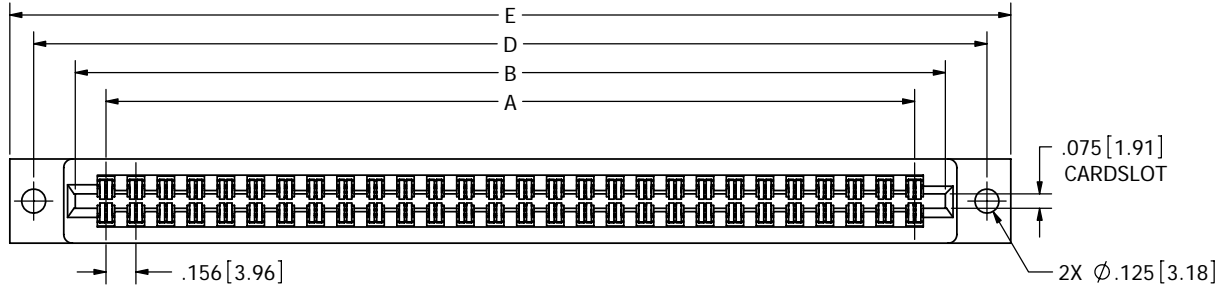 E
D
B
A
.075[1.91]
CARDSLOT
.156[3.96]
2X Ø.125[3.18]